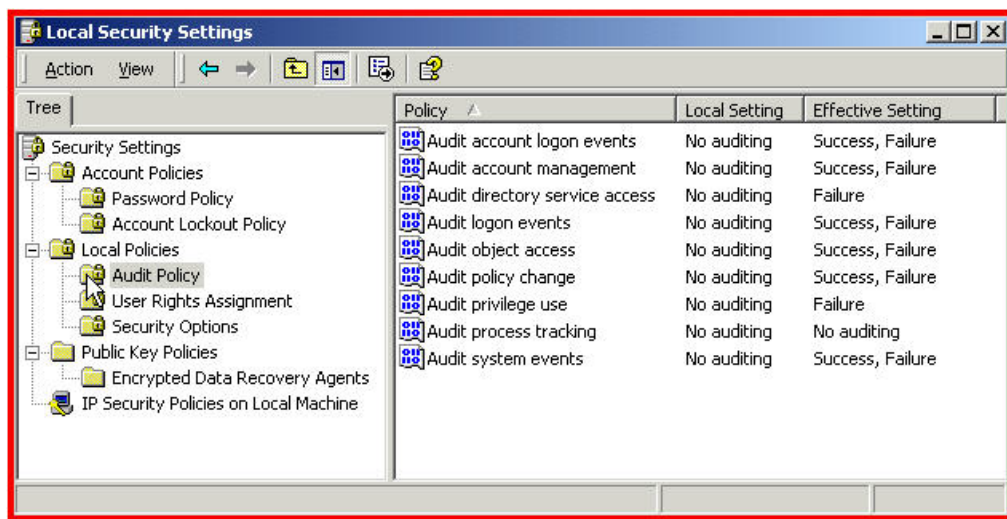 Local Security Settings
Action View
Tree
Security Settings
Account Policies
Password Policy
Account Lockout Policy
Local Policies
Audit Policy
User Rights Assignment
Security Options
Public Key Policies
Encrypted Data Recovery Agents
IP Security Policies on Local Machine
Policy Local Setting Effective Setting
Audit account logon events No auditing Success, Failure
Audit account management No auditing Success, Failure
Audit directory service access No auditing Failure
Audit logon events No auditing Success, Failure
Audit object access No auditing Success, Failure
Audit policy change No auditing Success, Failure
Audit privilege use No auditing Failure
Audit process tracking No auditing No auditing
Audit system events No auditing Success, Failure